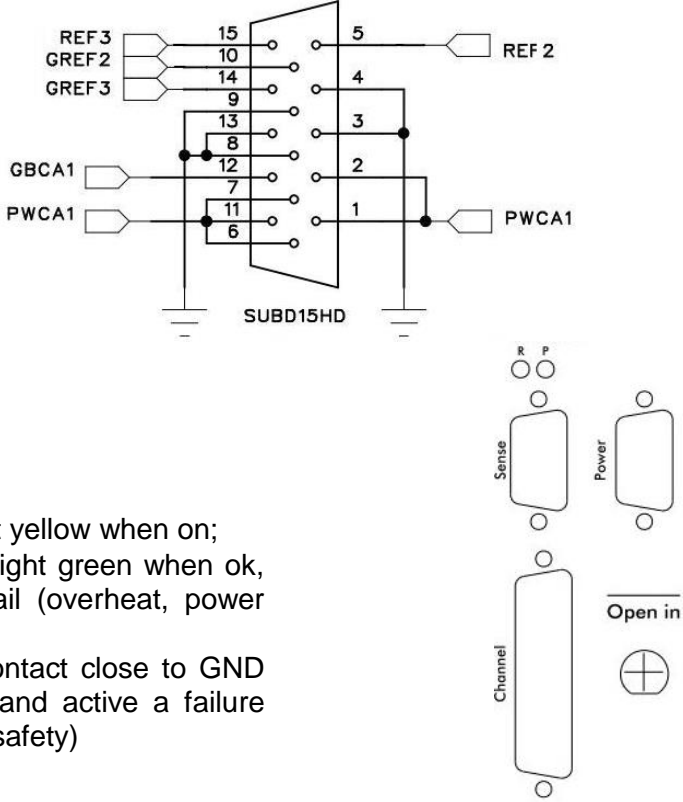 REF3
15
5
REF 2
GREF2
10
GREF3
14
4
9
13
3
8
GBCA1
12
2
7
PWCA1
11
1
PWCA1
6
SUBD15HD
R P
Sense
Power
yellow when on;
ight green when ok,
ail (overheat, power
Open in
ontact close to GND
Channel
and active a failure
safety)